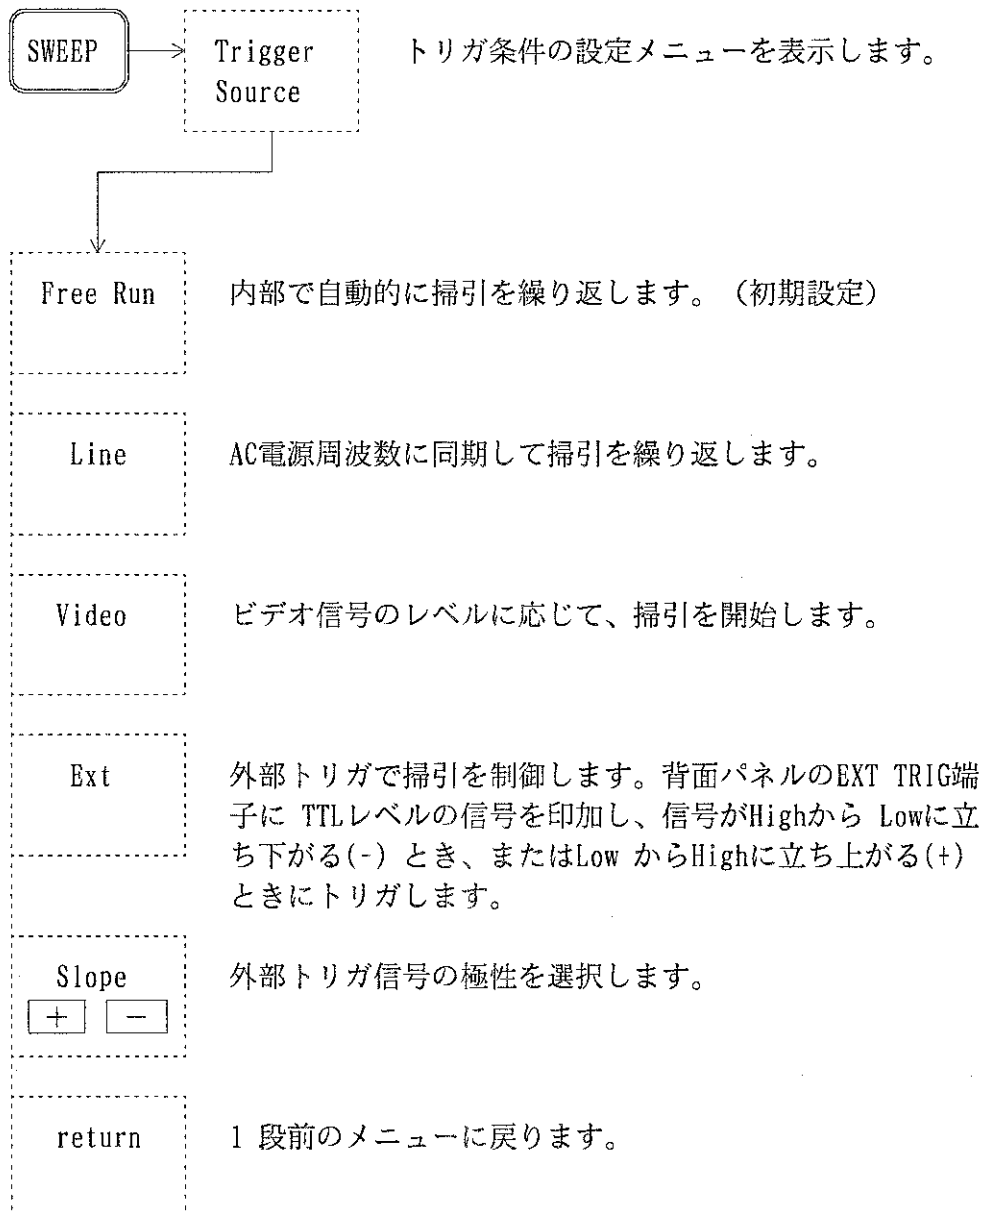 SWEEP
Trigger
Source
トリガ条件の設定メニューを表示します。
Free Run
内部で自動的に掃引を繰り返します。（初期設定）
Line
AC電源周波数に同期して掃引を繰り返します。
Video
ビデオ信号のレベルに応じて、掃引を開始します。
Ext
外部トリガで掃引を制御します。背面パネルのEXT TRIG端
子に TTLレベルの信号を印加し、信号がHighから Lowに立
ち下がる(-) とき、またはLow からHighに立ち上がる(+)
ときにトリガします。
Slope
+ -
外部トリガ信号の極性を選択します。
return
1 段前のメニューに戻ります。